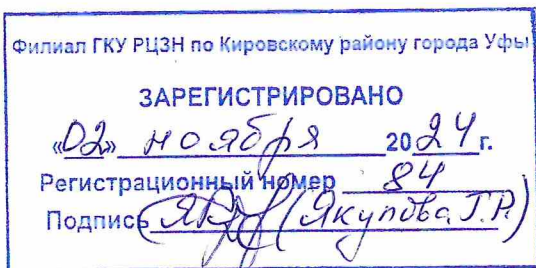 Филиал ГКУ РЦЗН по Кировскому району города Уфы
ЗАРЕГИСТРИРОВАНО
«02» ноября 2024 г.
Регистрационный номер 84
Подпись (Якупова Г.Р.)